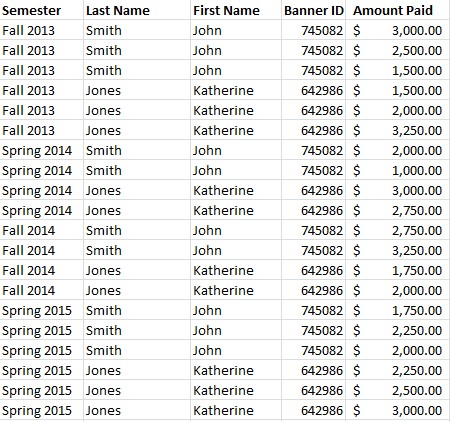 Semester Last Name First Name Banner ID Amount Paid
Fall 2013 Smith John 745082 $ 3,000.00
Fall 2013 Smith John 745082 $ 2,500.00
Fall 2013 Smith John 745082 $ 1,500.00
Fall 2013 Jones Katherine 642986 $ 1,500.00
Fall 2013 Jones Katherine 642986 $ 2,000.00
Fall 2013 Jones Katherine 642986 $ 3,250.00
Spring 2014 Smith John 745082 $ 2,000.00
Spring 2014 Smith John 745082 $ 1,000.00
Spring 2014 Jones Katherine 642986 $ 3,000.00
Spring 2014 Jones Katherine 642986 $ 2,750.00
Fall 2014 Smith John 745082 $ 2,750.00
Fall 2014 Smith John 745082 $ 3,250.00
Fall 2014 Jones Katherine 642986 $ 1,750.00
Fall 2014 Jones Katherine 642986 $ 2,000.00
Spring 2015 Smith John 745082 $ 1,750.00
Spring 2015 Smith John 745082 $ 2,250.00
Spring 2015 Smith John 745082 $ 2,000.00
Spring 2015 Jones Katherine 642986 $ 2,250.00
Spring 2015 Jones Katherine 642986 $ 2,500.00
Spring 2015 Jones Katherine 642986 $ 3,000.00